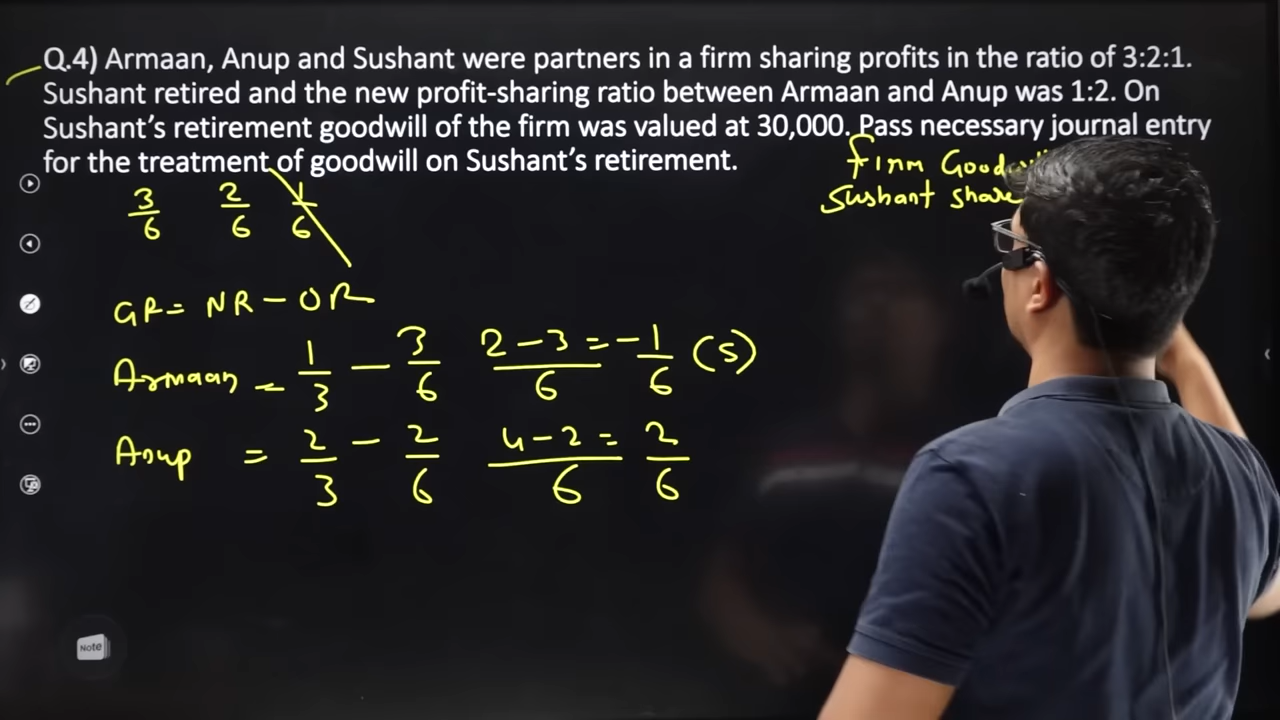 Q.4) Armaan, Anup and Sushant were partners in a firm sharing profits in the ratio of 3:2:1.
Sushant retired and the new profit-sharing ratio between Armaan and Anup was 1:2. On
Sushant’s retirement goodwill of the firm was valued at 30,000. Pass necessary journal entry
for the treatment of goodwill on Sushant’s retirement.
firm
Sushant share
3/6 2/6 1/6
GR = NR - OR
Armaan = 1/3 - 3/6 2-3/6 = -1/6 (S)
Anup = 2/3 - 2/6 4-2/6 = 2/6
Note